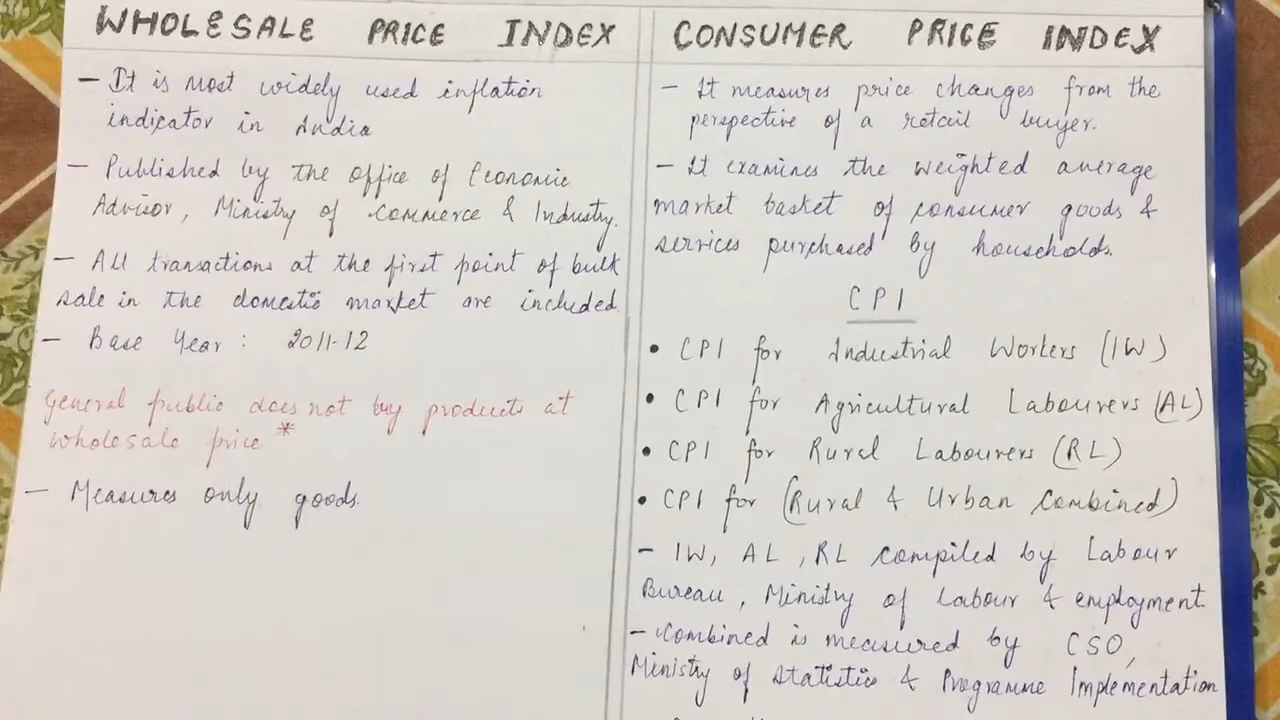 WHOLESALE PRICE INDEX
- It is most widely used inflation
indicator in India
- Published by the office of Economic
Advisor, Ministry of Commerce & Industry.
- All transactions at the first point of bulk
sale in the domestic market are included.
- Base Year : 2011-12
General public does not buy products at
wholesale price *
- Measures only goods.
CONSUMER PRICE INDEX
- It measures price changes from the
perspective of a retail buyer.
- It examines the weighted average
market basket of consumer goods &
services purchased by households.
CPI
• CPI for Industrial Workers (IW)
• CPI for Agricultural Labourers (AL)
• CPI for Rural Labourers (RL)
• CPI for (Rural & Urban Combined)
- IW, AL, RL compiled by Labour
Bureau, Ministry of Labour & employment.
- Combined is measured by CSO,
Ministry of Statistics & Programme Implementation